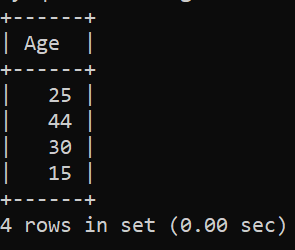 +------+
| Age  |
+------+
|   25 |
|   44 |
|   30 |
|   15 |
+------+
4 rows in set (0.00 sec)